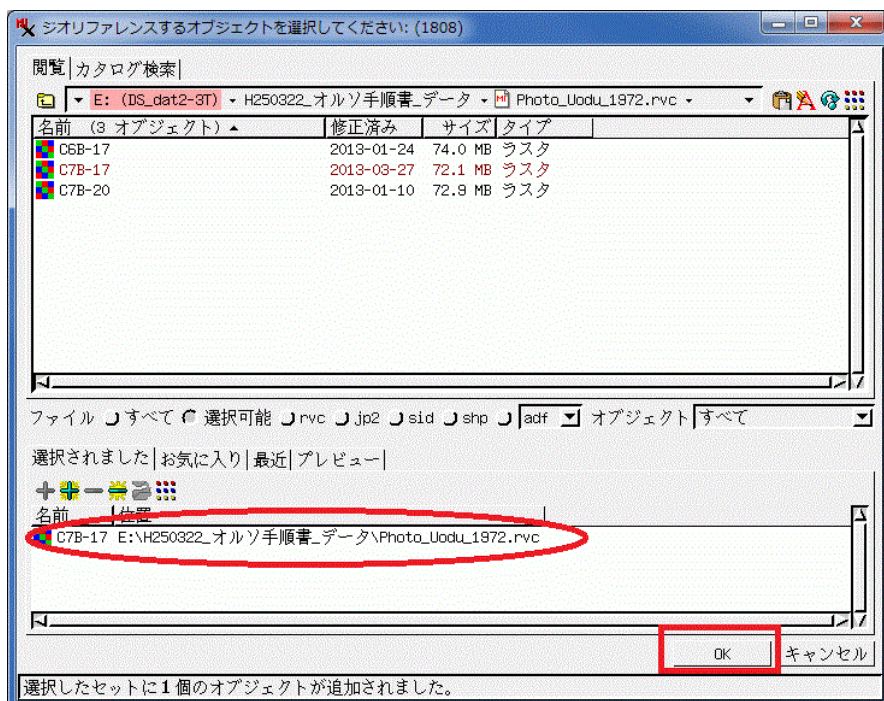 ジオリファレンスするオブジェクトを選択してください: (1808)
閲覧 カタログ検索
E: (DS_dat2-3T) H250322_オルソ手順書_データ Photo_Uodu_1972.rvc
名前 (3 オブジェクト) 修正済み サイズ タイプ
C6B-17 2013-01-24 74.0 MB ラスタ
C7B-17 2013-03-27 72.1 MB ラスタ
C7B-20 2013-01-10 72.9 MB ラスタ
ファイル すべて 選択可能 rvc jp2 sid shp adf オブジェクト すべて
選択されました お気に入り 最近 プレビュー
名前 位置
C7B-17 E:\H250322_オルソ手順書_データ\Photo_Uodu_1972.rvc
OK キャンセル
選択したセットに1個のオブジェクトが追加されました。